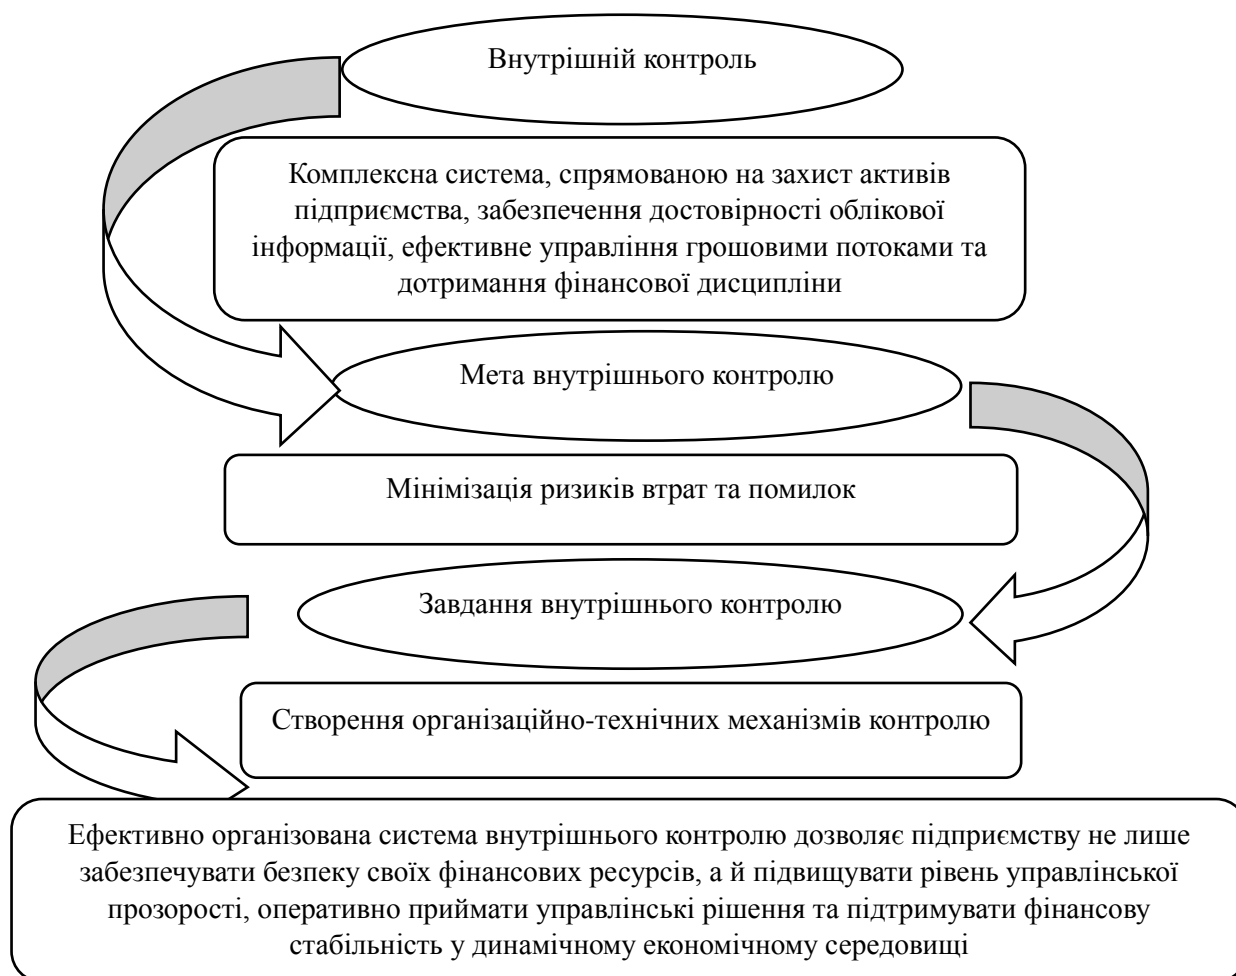 Внутрішній контроль
Комплексна система, спрямованою на захист активів
підприємства, забезпечення достовірності облікової
інформації, ефективне управління грошовими потоками та
дотримання фінансової дисципліни
Мета внутрішнього контролю
Мінімізація ризиків втрат та помилок
Завдання внутрішнього контролю
Створення організаційно-технічних механізмів контролю
Ефективно організована система внутрішнього контролю дозволяє підприємству не лише
забезпечувати безпеку своїх фінансових ресурсів, а й підвищувати рівень управлінської
прозорості, оперативно приймати управлінські рішення та підтримувати фінансову
стабільність у динамічному економічному середовищі